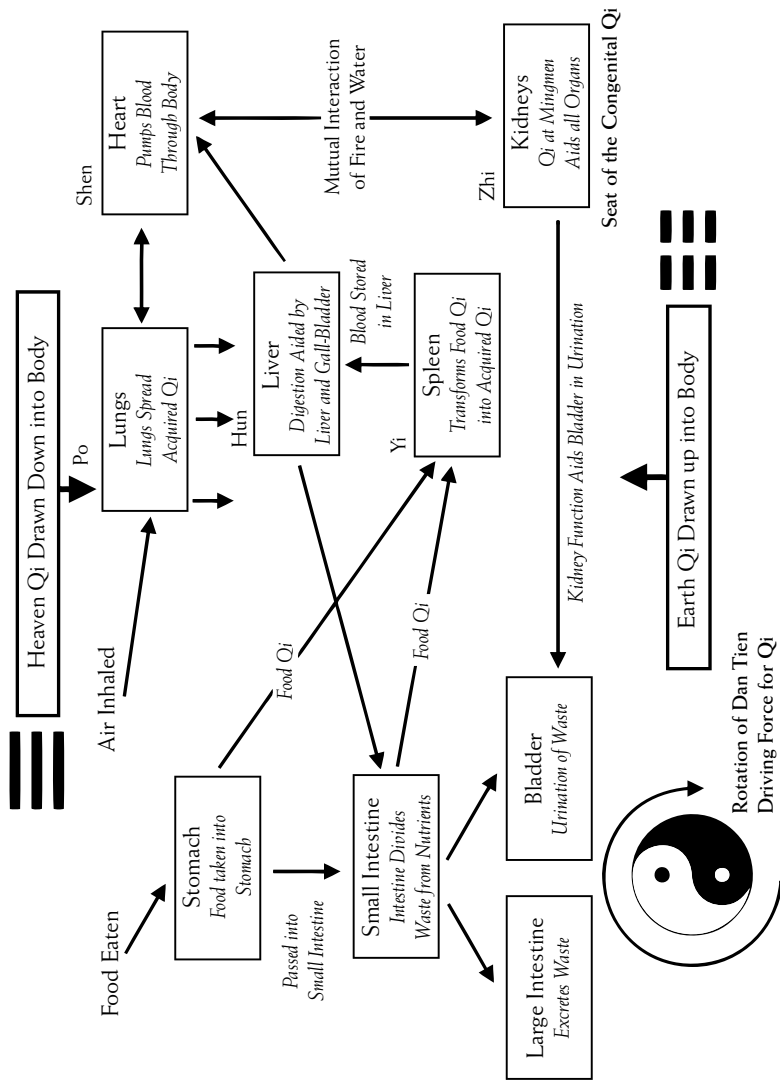 Heaven Qi Drawn Down into Body
Food Eaten
Air Inhaled
Po
Shen
Stomach
Food taken into
Stomach
Lungs
Lungs Spread
Acquired Qi
Heart
Pumps Blood
Through Body
Passed into
Small Intestine
Food Qi
Hun
Small Intestine
Intestine Divides
Waste from Nutrients
Liver
Digestion Aided by
Liver and Gall-Bladder
Mutual Interaction
of Fire and Water
Blood Stored
in Liver
Food Qi
Yi
Spleen
Transforms Food Qi
into Acquired Qi
Zhi
Large Intestine
Excretes Waste
Bladder
Urination of Waste
Kidney Function Aids Bladder in Urination
Kidneys
Qi at Mingmen
Aids all Organs
Seat of the Congenital Qi
Earth Qi Drawn up into Body
Rotation of Dan Tien
Driving Force for Qi